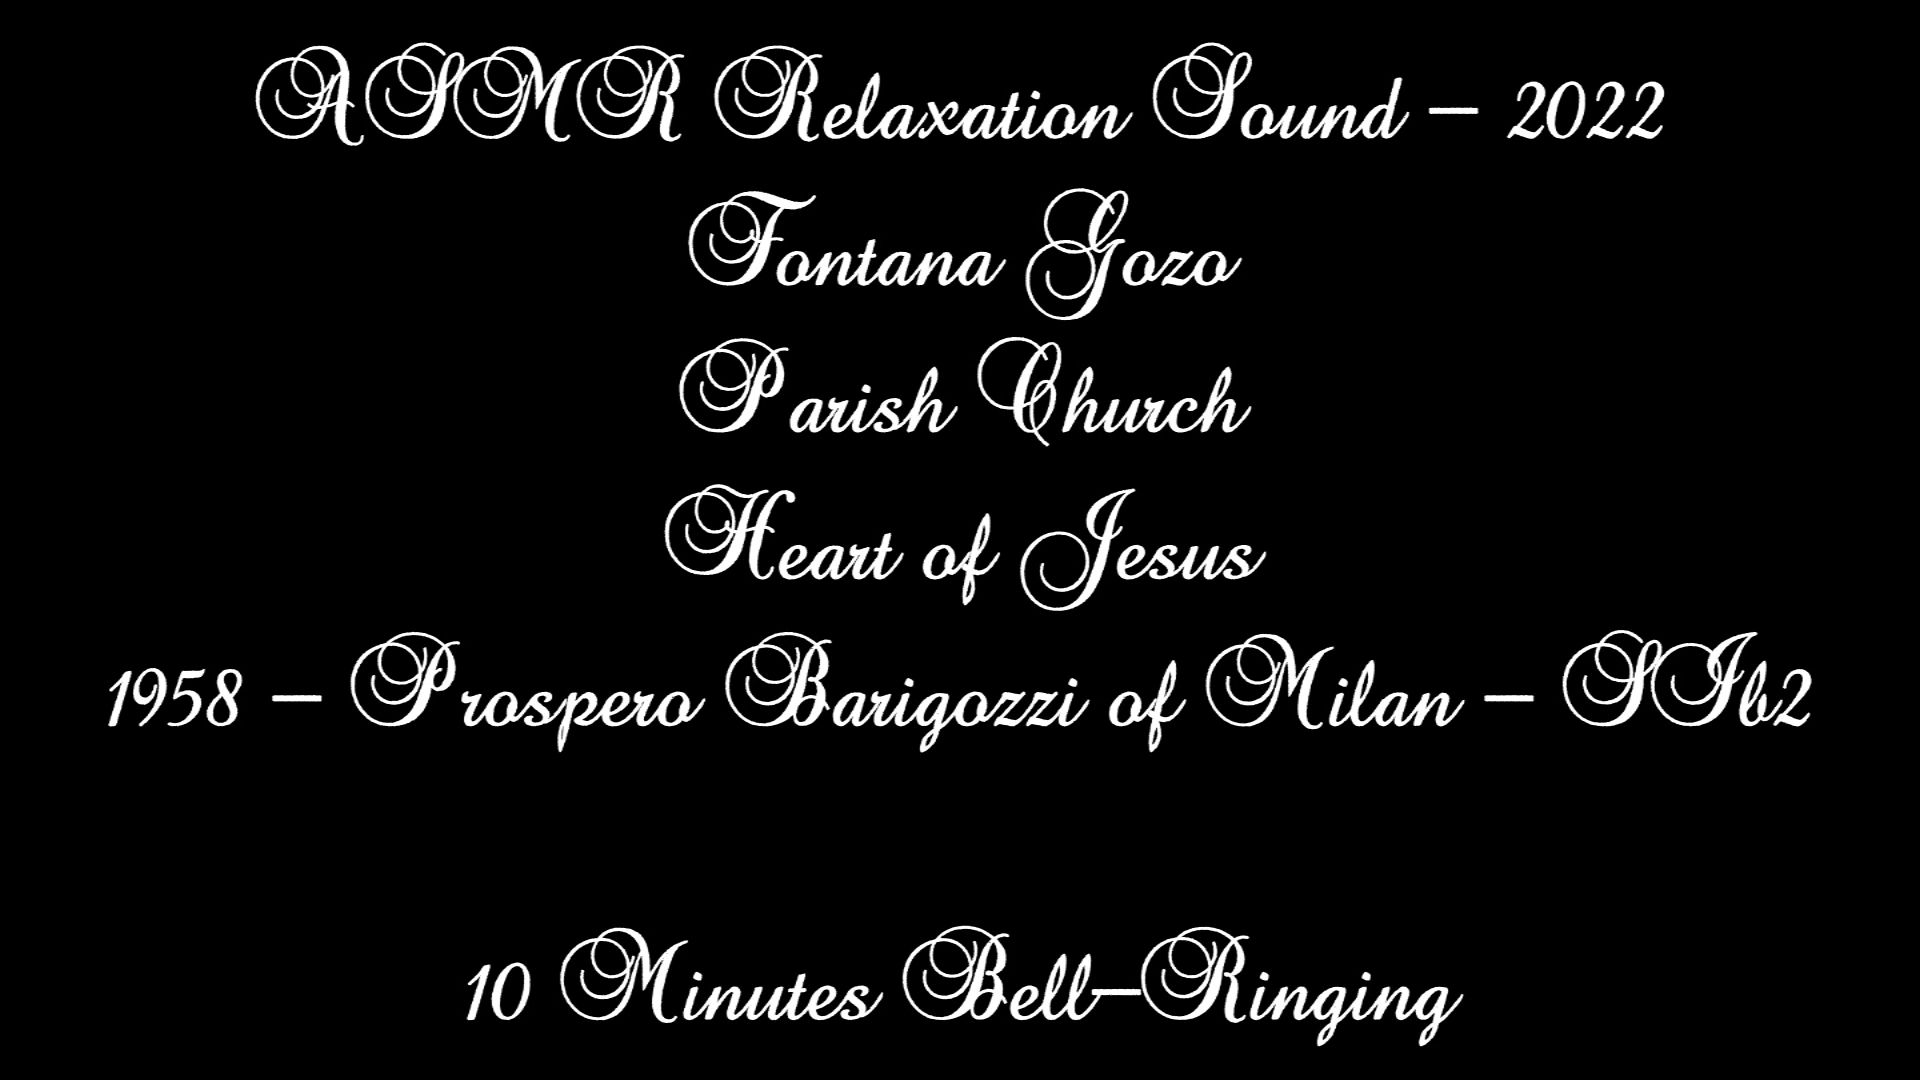 ASMR Relaxation Sound - 2022
Fontana Gozo
Parish Church
Heart of Jesus
1958 - Prospero Barigozzi of Milan - SIb2
10 Minutes Bell-Ringing